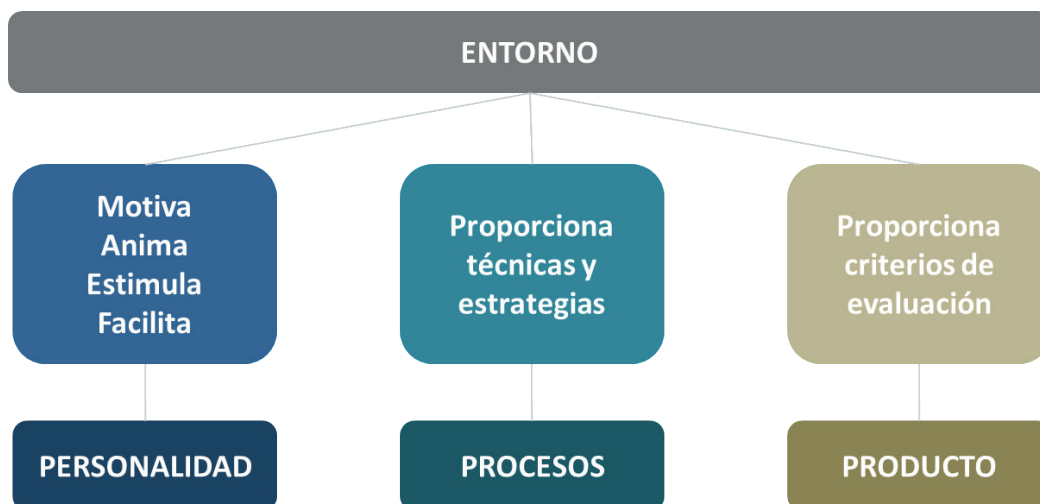 ENTORNO
Motiva
Anima
Estimula
Facilita
Proporciona
técnicas y
estrategias
Proporciona
criterios de
evaluación
PERSONALIDAD
PROCESOS
PRODUCTO